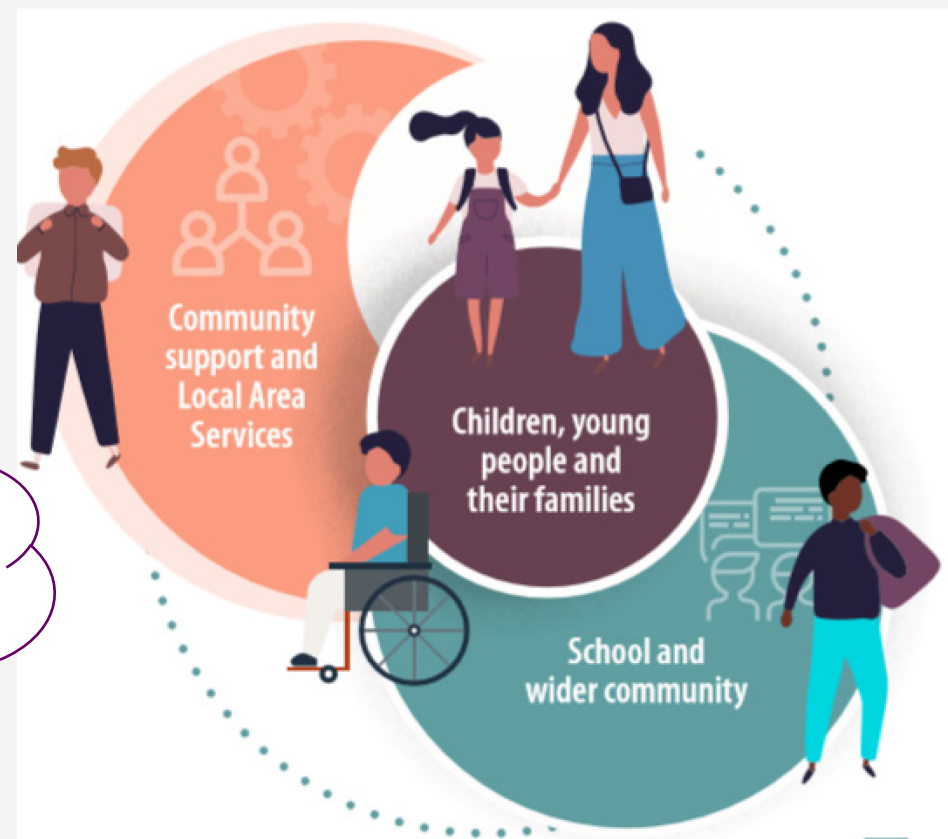 Community
support and
Local Area
Services
Children, young
people and
their families
School and
wider community